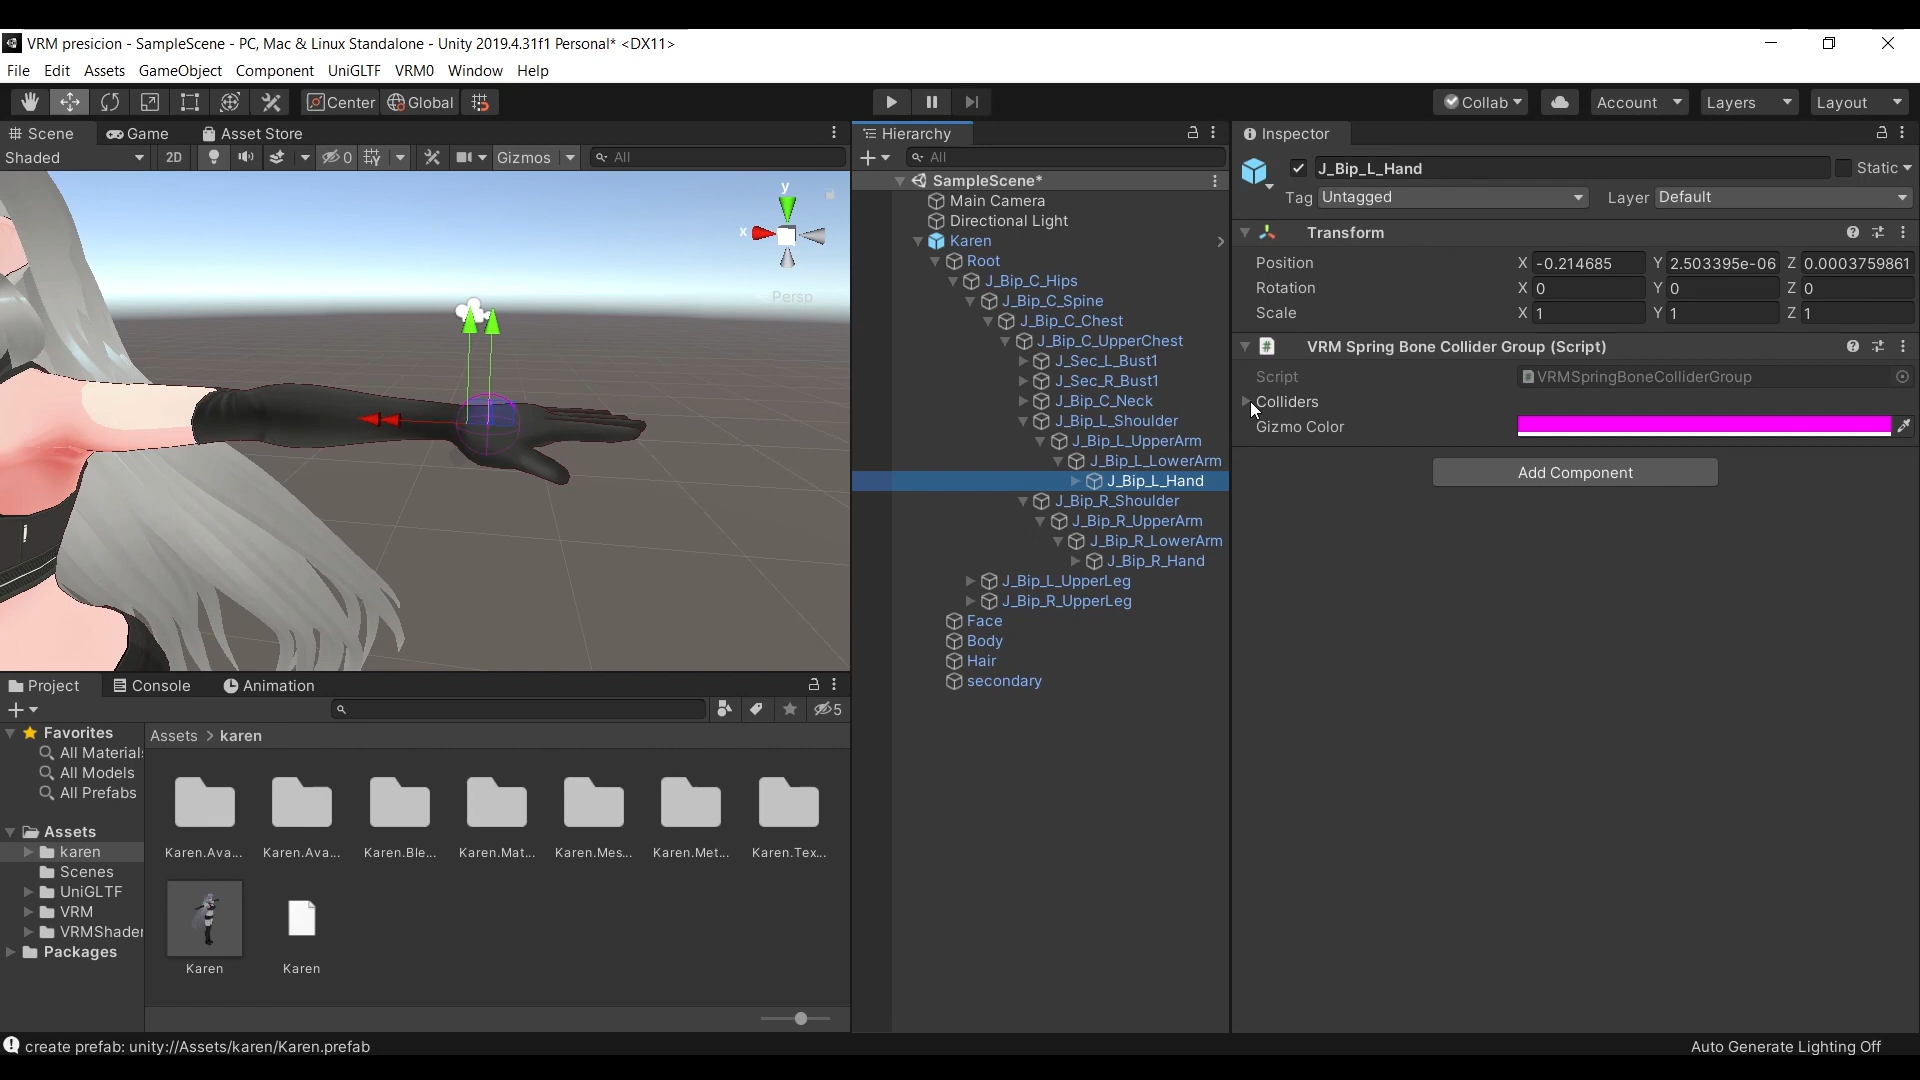 VRM presicion - SampleScene - PC, Mac & Linux Standalone - Unity 2019.4.31f1 Personal* <DX11>
File Edit Assets GameObject Component UniGLTF VRM0 Window Help
Center Global Collab Account Layers Layout
Scene Game Asset Store
Shaded 2D 0 Gizmos All
y
x
Persp
Hierarchy
All
SampleScene*
Main Camera
Directional Light
Karen
Root
J_Bip_C_Hips
J_Bip_C_Spine
J_Bip_C_Chest
J_Bip_C_UpperChest
J_Sec_L_Bust1
J_Sec_R_Bust1
J_Bip_C_Neck
J_Bip_L_Shoulder
J_Bip_L_UpperArm
J_Bip_L_LowerArm
J_Bip_L_Hand
J_Bip_R_Shoulder
J_Bip_R_UpperArm
J_Bip_R_LowerArm
J_Bip_R_Hand
J_Bip_L_UpperLeg
J_Bip_R_UpperLeg
Face
Body
Hair
secondary
Inspector
J_Bip_L_Hand Static
Tag Untagged Layer Default
Transform
Position X -0.214685 Y 2.503395e-06 Z 0.0003759861
Rotation X 0 Y 0 Z 0
Scale X 1 Y 1 Z 1
VRM Spring Bone Collider Group (Script)
Script VRMSpringBoneColliderGroup
Colliders
Gizmo Color
Add Component
Project Console Animation
5
Favorites
All Materials
All Models
All Prefabs
Assets
karen
Scenes
UniGLTF
VRM
VRMShader
Packages
Assets > karen
Karen.Ava... Karen.Ava... Karen.Ble... Karen.Mat... Karen.Mes... Karen.Met... Karen.Tex...
Karen Karen
create prefab: unity://Assets/karen/Karen.prefab
Auto Generate Lighting Off